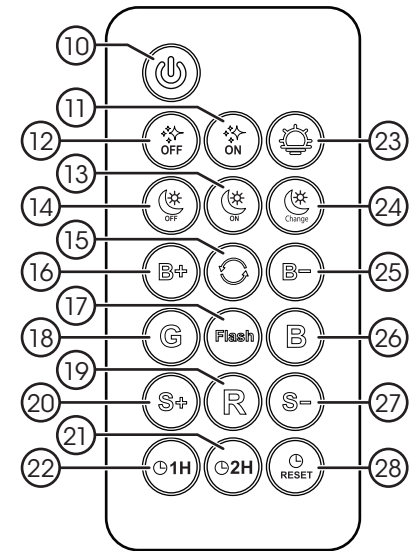 10
11
12 OFF ON 23
13
14 OFF ON Change 24
15
16 B+ B- 25
17
18 G Flash B 26
19
20 S+ R S- 27
21
22 1H 2H RESET 28